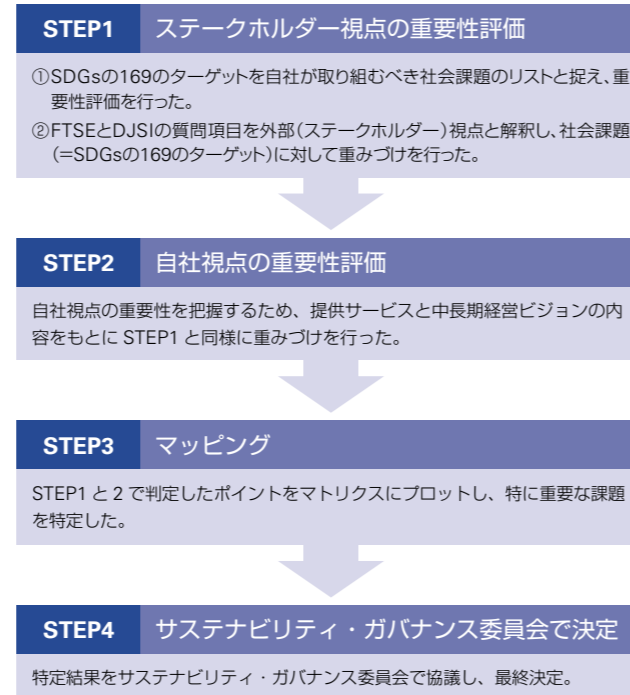 STEP1 ステークホルダー視点の重要性評価
①SDGsの169のターゲットを自社が取り組むべき社会課題のリストと捉え、重
要性評価を行った。
②FTSEとDJSIの質問項目を外部(ステークホルダー)視点と解釈し、社会課題
(=SDGsの169のターゲット)に対して重みづけを行った。
STEP2 自社視点の重要性評価
自社視点の重要性を把握するため、提供サービスと中長期経営ビジョンの内
容をもとに STEP1 と同様に重みづけを行った。
STEP3 マッピング
STEP1 と 2 で判定したポイントをマトリクスにプロットし、特に重要な課題
を特定した。
STEP4 サステナビリティ・ガバナンス委員会で決定
特定結果をサステナビリティ・ガバナンス委員会で協議し、最終決定。